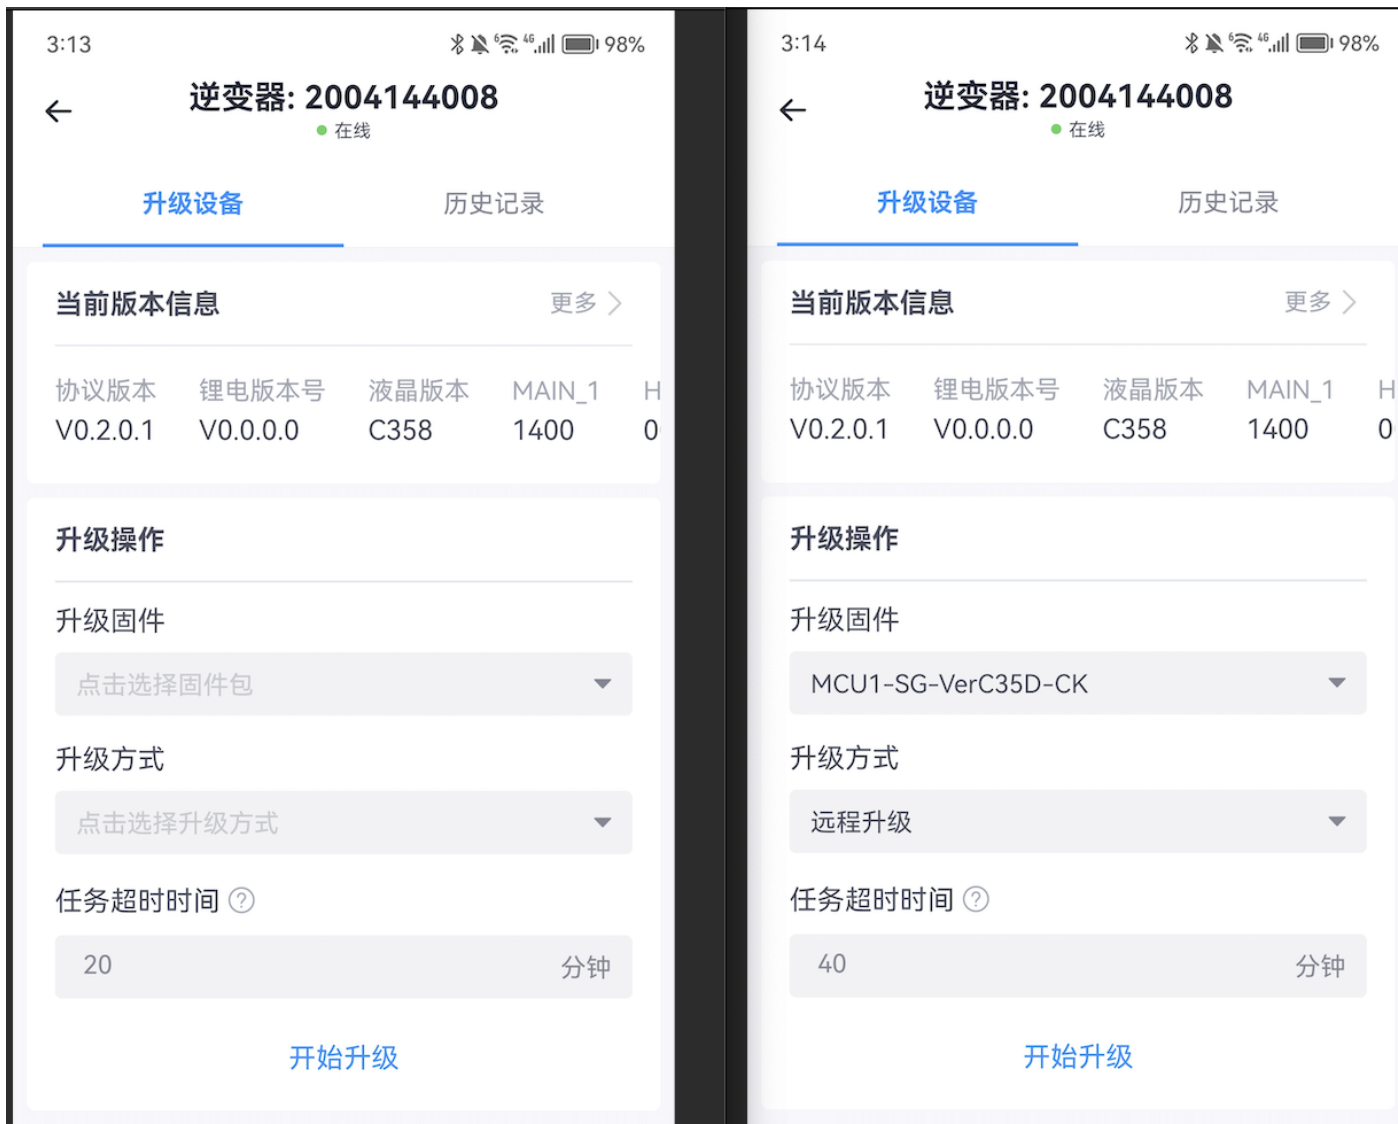 3:13
6 4G 98%
逆变器: 2004144008
在线
升级设备 历史记录
当前版本信息 更多
协议版本 锂电版本号 液晶版本 MAIN_1 H
V0.2.0.1 V0.0.0.0 C358 1400 0
升级操作
升级固件
点击选择固件包
升级方式
点击选择升级方式
任务超时时间 ?
20 分钟
开始升级
3:14
6 4G 98%
逆变器: 2004144008
在线
升级设备 历史记录
当前版本信息 更多
协议版本 锂电版本号 液晶版本 MAIN_1 H
V0.2.0.1 V0.0.0.0 C358 1400 0
升级操作
升级固件
MCU1-SG-VerC35D-CK
升级方式
远程升级
任务超时时间 ?
40 分钟
开始升级